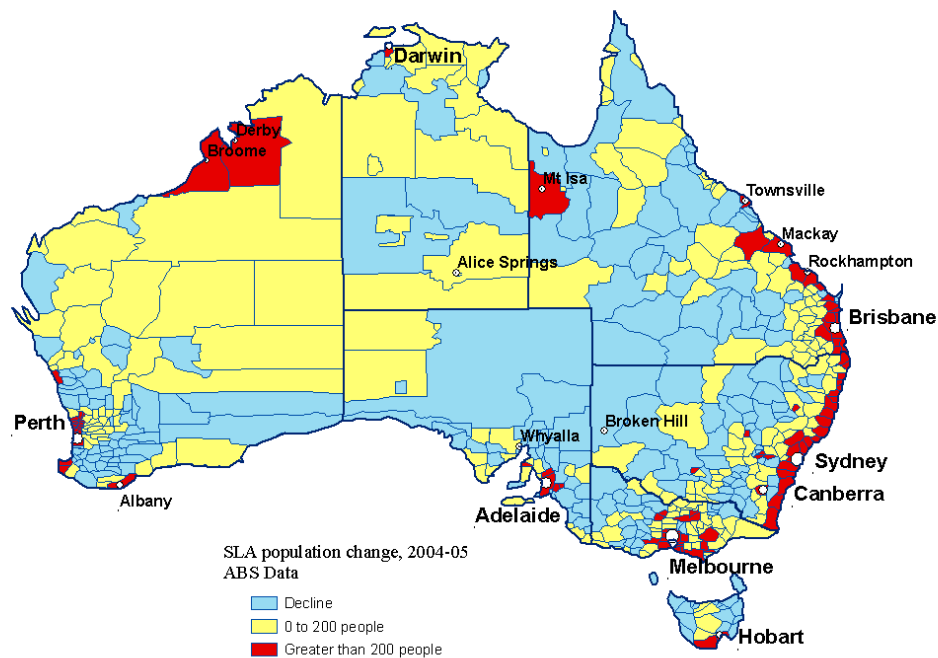 Darwin
Derby
Broome
Mt Isa
Townsville
Mackay
Alice Springs
Rockhampton
Brisbane
Perth
Broken Hill
Whyalla
Sydney
Canberra
Albany
Adelaide
SLA population change, 2004-05
ABS Data
Melbourne
Decline
0 to 200 people
Hobart
Greater than 200 people